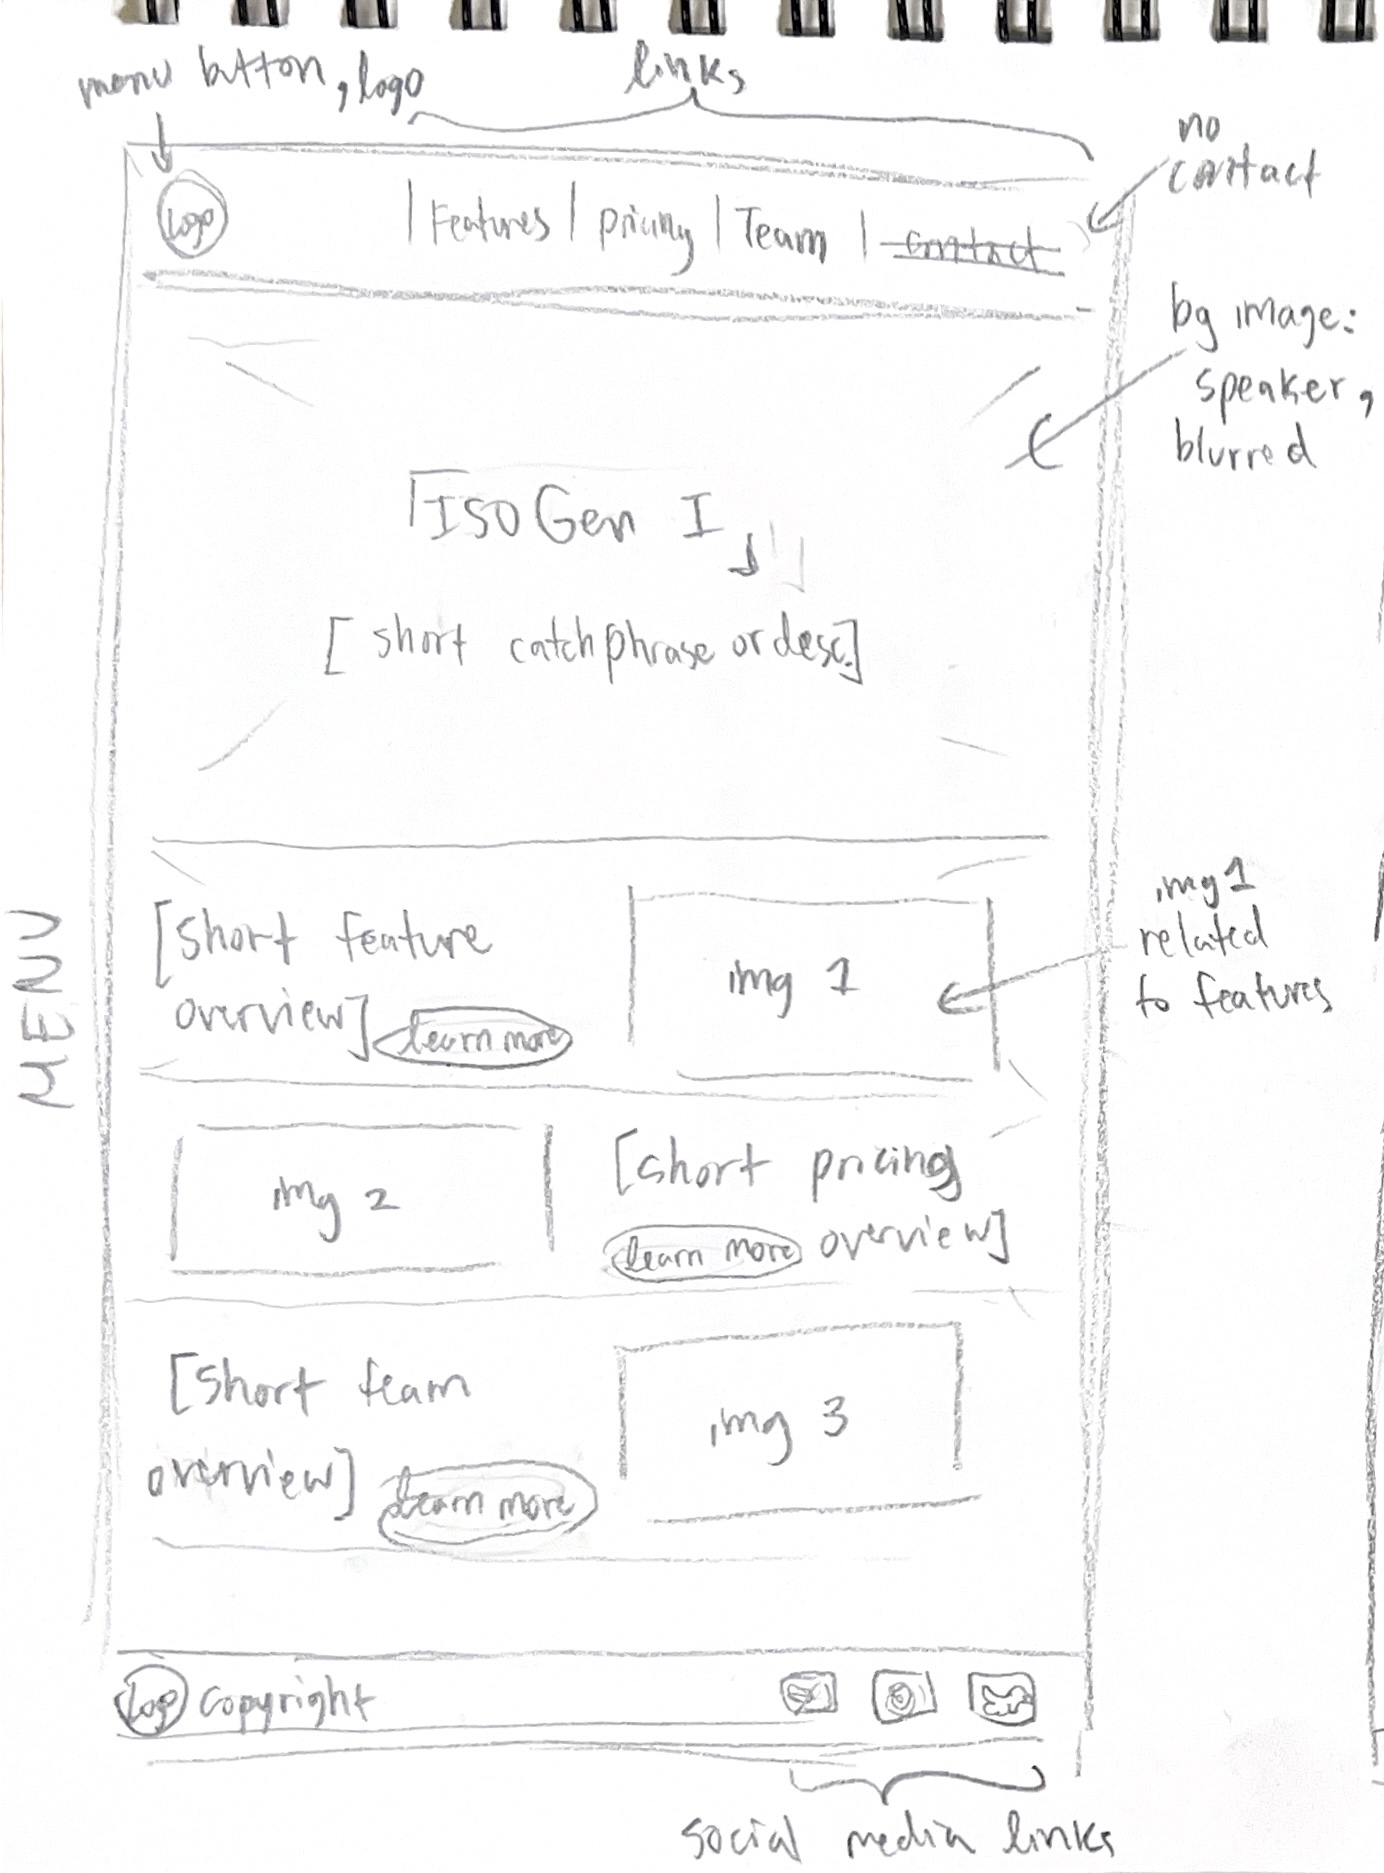 menu button, logo
links,
no
contact
Logo
| Features | pricing | Team | contact
bg image:
speaker,
blurred
「ISO Gen I」
[short catchphrase or desc.]
MENU
[short feature
overview]
learn more
img 1
img 1
related
to features
img 2
[short pricing
learn more
overview]
[short team
overview]
learn more
img 3
Logo
copyright
social media links